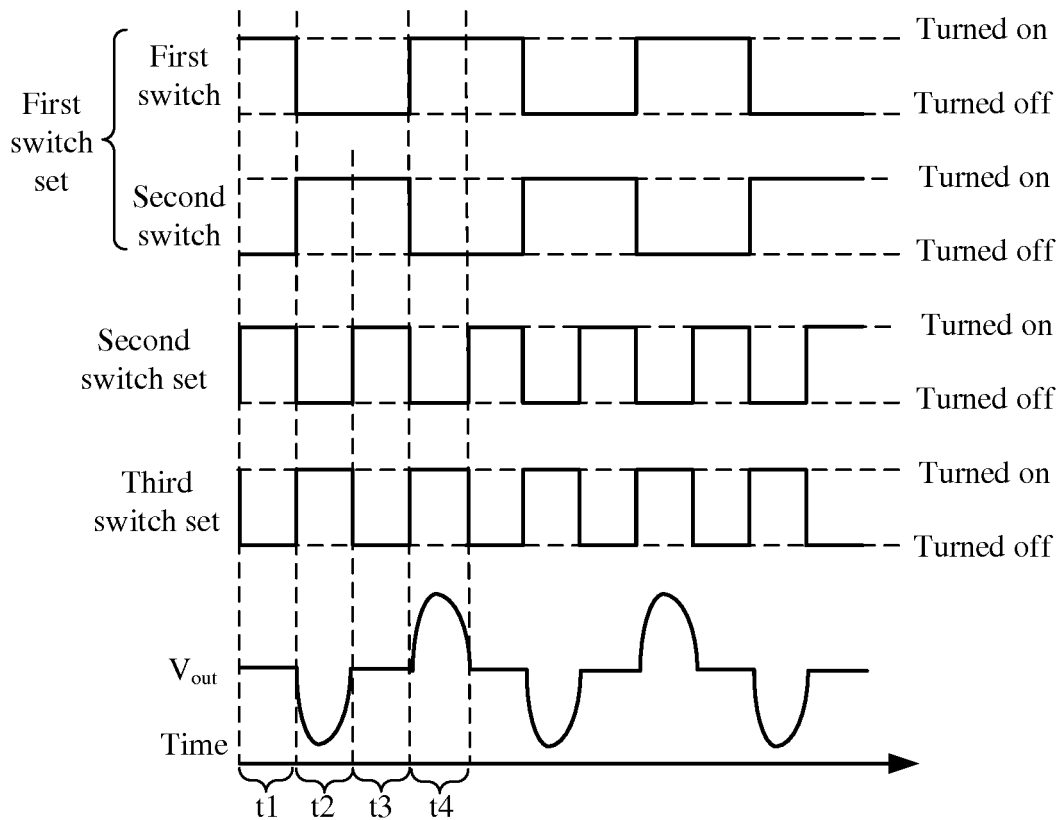 First
switch
set
First
switch
Turned on
Turned off
Second
switch
Turned on
Turned off
Second
switch set
Turned on
Turned off
Third
switch set
Turned on
Turned off
Vout
Time
t1 t2 t3 t4